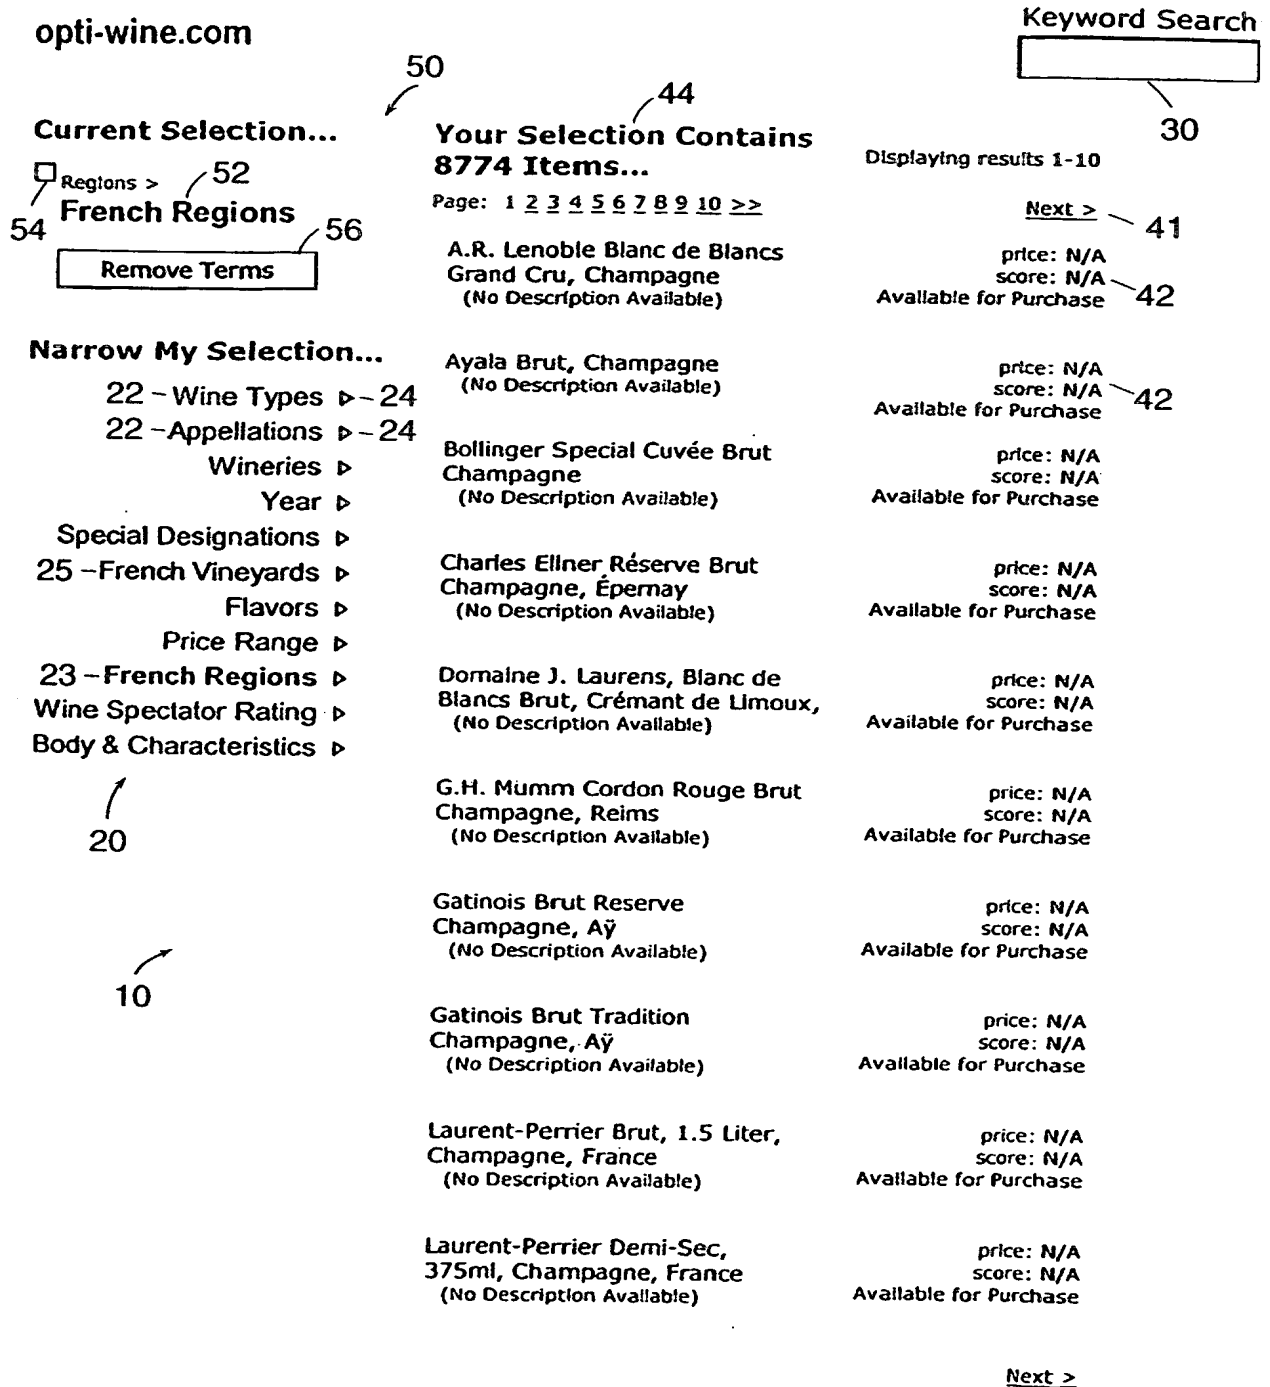 opti-wine.com
Keyword Search
30
50
Current Selection...
Regions >
52
54
French Regions
56
Remove Terms
Narrow My Selection...
22 – Wine Types ▷ – 24
22 – Appellations ▷ – 24
Wineries ▷
Year ▷
Special Designations ▷
25 – French Vineyards ▷
Flavors ▷
Price Range ▷
23 – French Regions ▷
Wine Spectator Rating ▷
Body & Characteristics ▷
20
10
44
Your Selection Contains
8774 Items...
Displaying results 1-10
Page: 1 2 3 4 5 6 7 8 9 10 >>
Next >
41
A.R. Lenoble Blanc de Blancs
Grand Cru, Champagne
(No Description Available)
price: N/A
score: N/A
42
Available for Purchase
Ayala Brut, Champagne
(No Description Available)
price: N/A
score: N/A
42
Available for Purchase
Bollinger Special Cuvée Brut
Champagne
(No Description Available)
price: N/A
score: N/A
Available for Purchase
Charles Ellner Réserve Brut
Champagne, Épernay
(No Description Available)
price: N/A
score: N/A
Available for Purchase
Domaine J. Laurens, Blanc de
Blancs Brut, Crémant de Limoux,
(No Description Available)
price: N/A
score: N/A
Available for Purchase
G.H. Mumm Cordon Rouge Brut
Champagne, Reims
(No Description Available)
price: N/A
score: N/A
Available for Purchase
Gatinois Brut Reserve
Champagne, Aÿ
(No Description Available)
price: N/A
score: N/A
Available for Purchase
Gatinois Brut Tradition
Champagne, Aÿ
(No Description Available)
price: N/A
score: N/A
Available for Purchase
Laurent-Perrier Brut, 1.5 Liter,
Champagne, France
(No Description Available)
price: N/A
score: N/A
Available for Purchase
Laurent-Perrier Demi-Sec,
375ml, Champagne, France
(No Description Available)
price: N/A
score: N/A
Available for Purchase
Next >